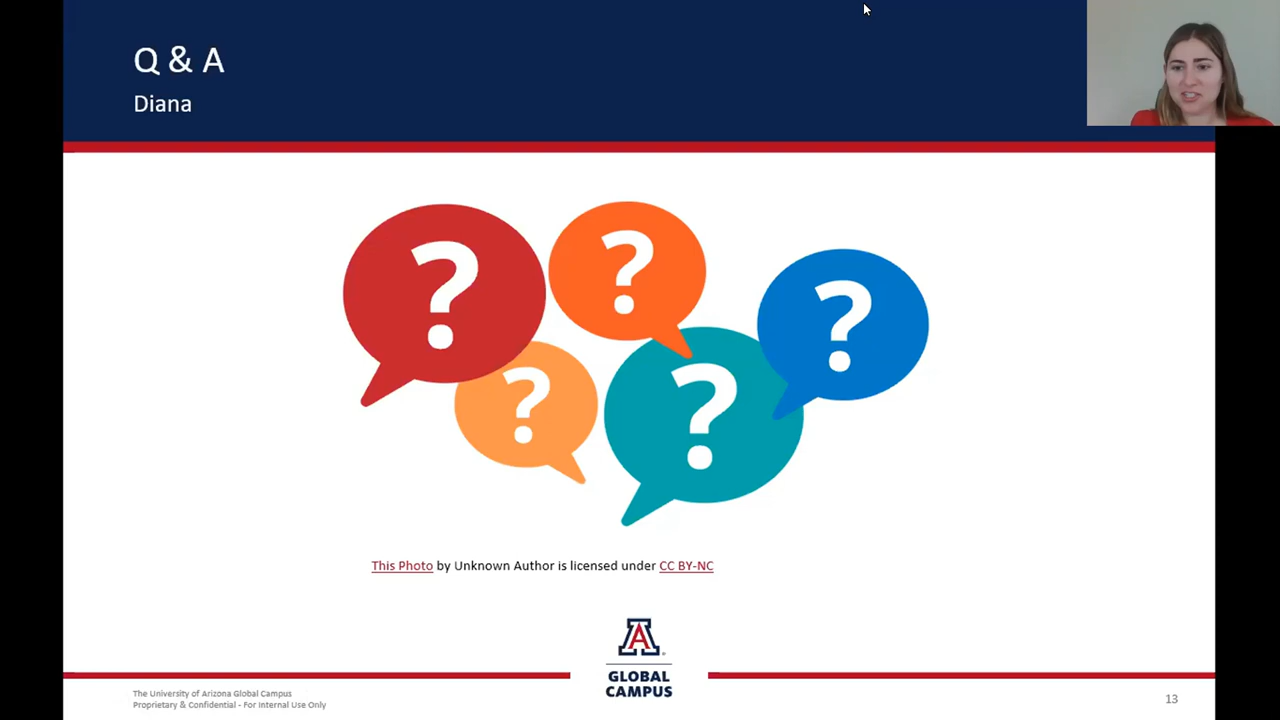 Q & A
Diana
?
?
?
?
?
This Photo by Unknown Author is licensed under CC BY-NC
A
GLOBAL
CAMPUS
The University of Arizona Global Campus
Proprietary & Confidential - For Internal Use Only
13